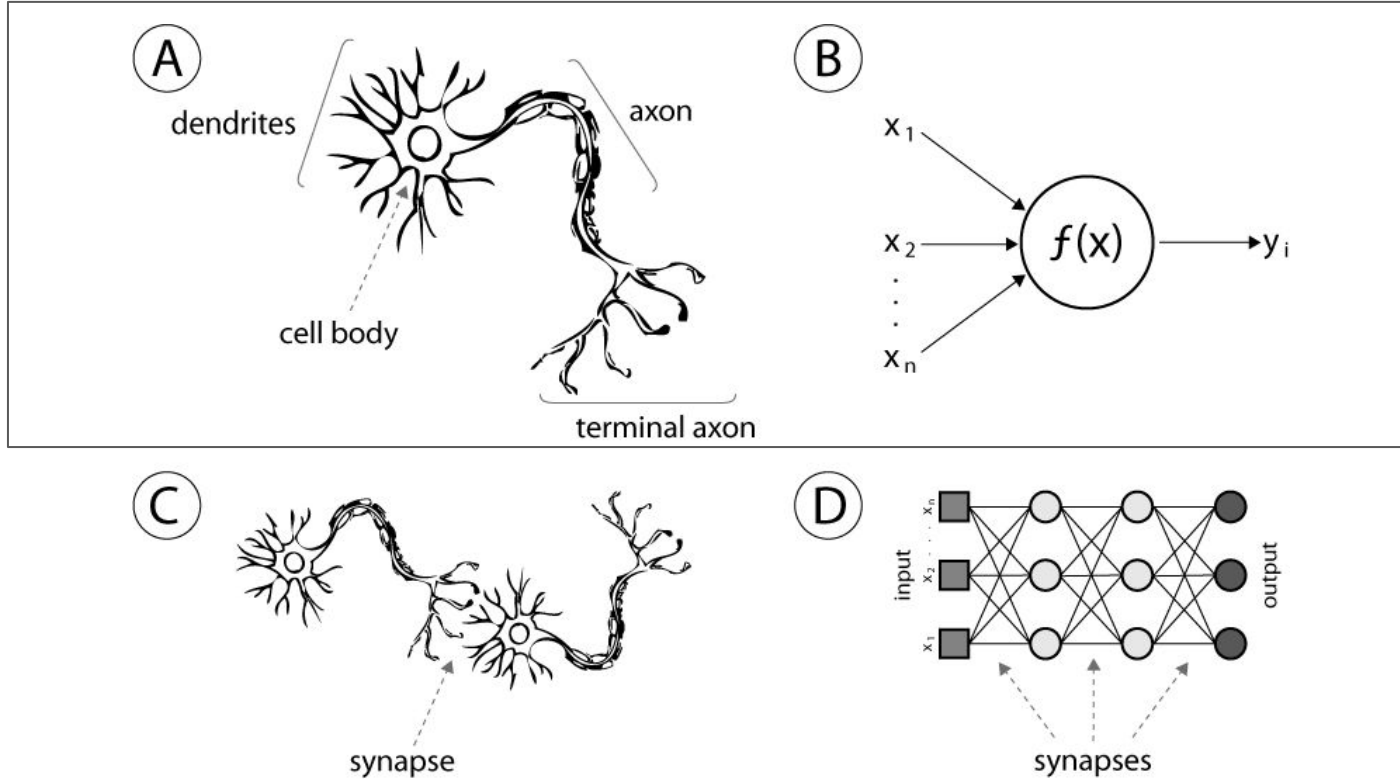 A
dendrites
axon
cell body
terminal axon
B
x1
x2
.
.
.
xn
f(x)
yi
C
synapse
D
input
xn
. . .
x2
x1
output
synapses